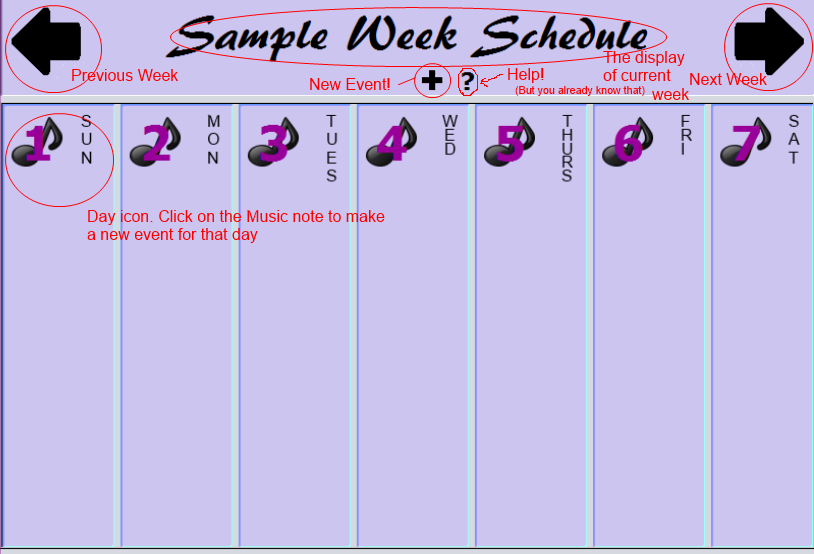 Sample Week Schedule
Previous Week
New Event!
+
?
Help!
(But you already know that)
The display
of current
week
Next Week
1
SUN
2
MON
3
TUES
4
WED
5
THURS
6
FRI
7
SAT
Day icon. Click on the Music note to make
a new event for that day